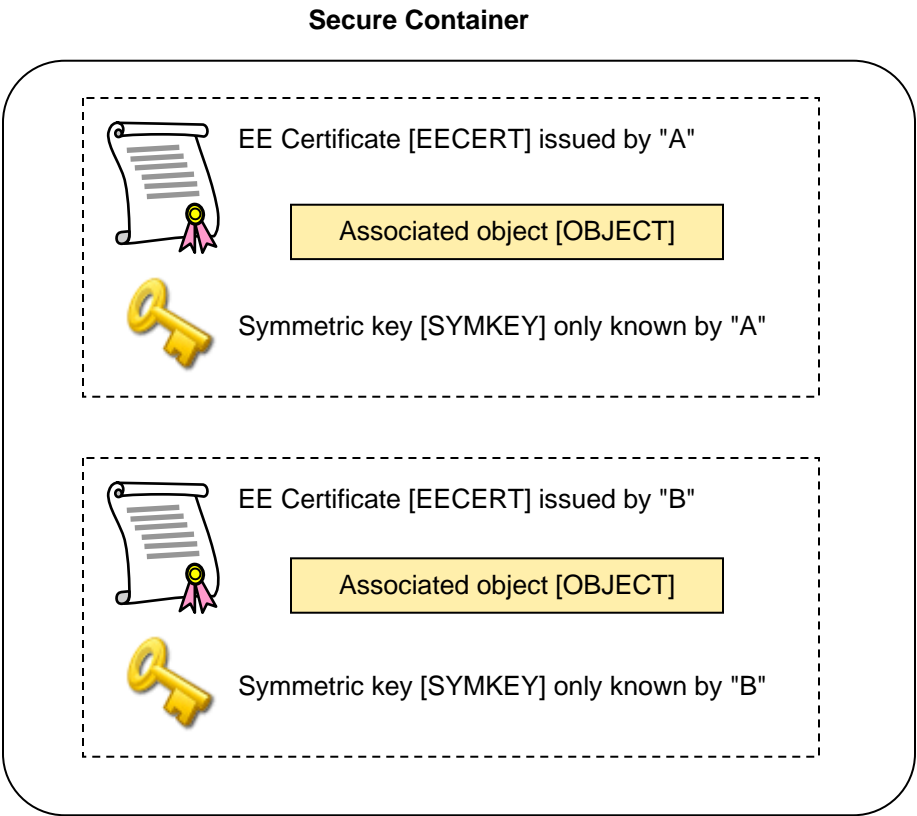 Secure Container
EE Certificate [EECERT] issued by "A"
Associated object [OBJECT]
Symmetric key [SYMKEY] only known by "A"
EE Certificate [EECERT] issued by "B"
Associated object [OBJECT]
Symmetric key [SYMKEY] only known by "B"